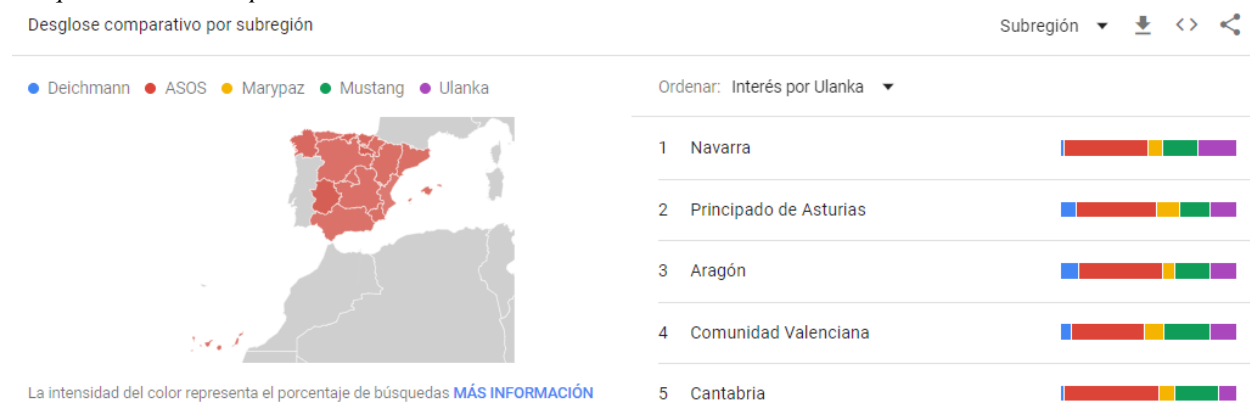 Desglose comparativo por subregión
Subregión
Deichmann ASOS Marypaz Mustang Ulanka
Ordenar: Interés por Ulanka
1 Navarra
2 Principado de Asturias
3 Aragón
4 Comunidad Valenciana
5 Cantabria
La intensidad del color representa el porcentaje de búsquedas MÁS INFORMACIÓN